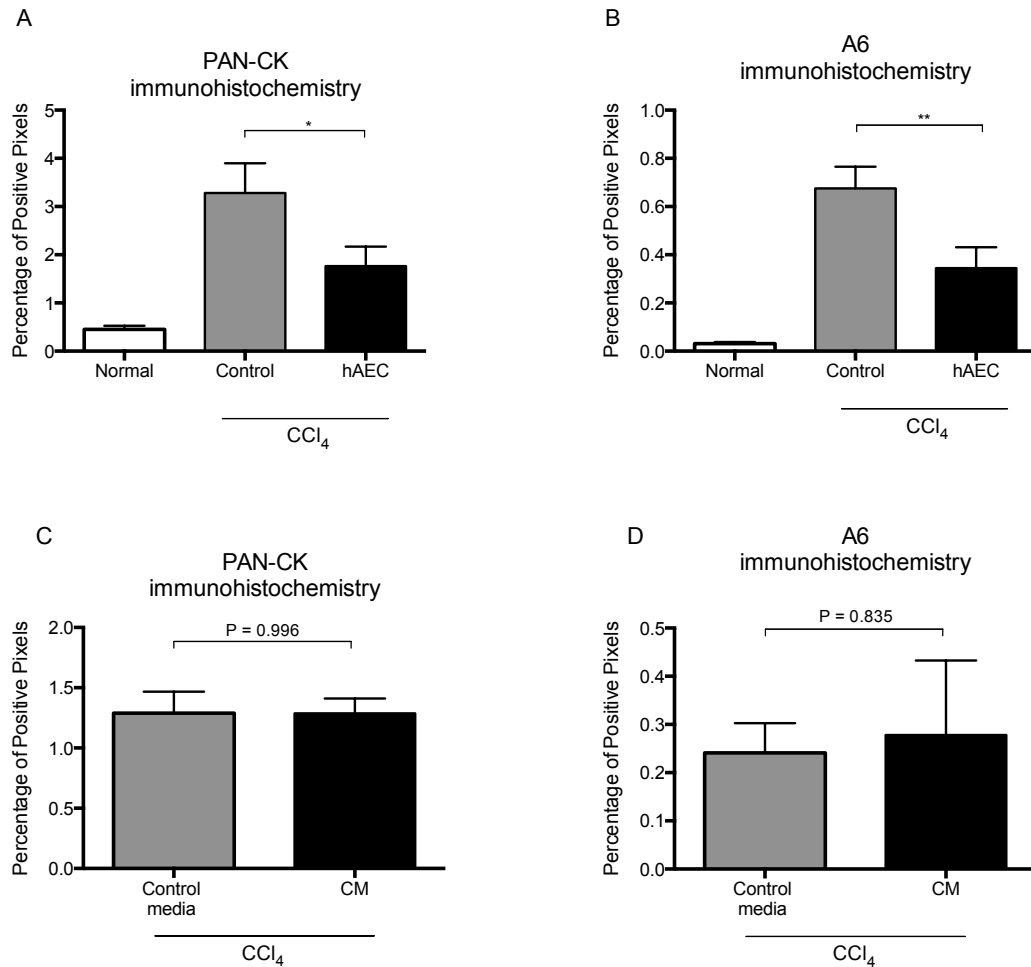 A
PAN-CK
immunohistochemistry
Percentage of Positive Pixels
5
4
3
2
1
0
*
Normal
Control
hAEC
CCl₄
B
A6
immunohistochemistry
Percentage of Positive Pixels
1.0
0.8
0.6
0.4
0.2
0.0
**
Normal
Control
hAEC
CCl₄
C
PAN-CK
immunohistochemistry
Percentage of Positive Pixels
2.0
1.5
1.0
0.5
0.0
P = 0.996
Control
media
CM
CCl₄
D
A6
immunohistochemistry
Percentage of Positive Pixels
0.5
0.4
0.3
0.2
0.1
0.0
P = 0.835
Control
media
CM
CCl₄